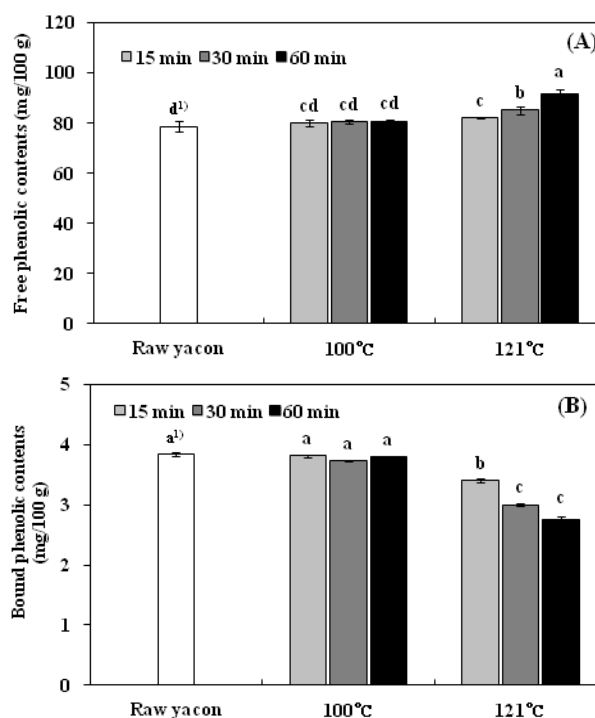 120
(A)
15 min 30 min 60 min
a
100
b
c
cd cd cd
d1)
80
60
40
20
0
Free phenolic contents (mg/100 g)
Raw yacon 100°C 121°C
5
(B)
15 min 30 min 60 min
a1) a a a
4
b
c c
3
2
1
0
Bound phenolic contents
(mg/100 g)
Raw yacon 100°C 121°C